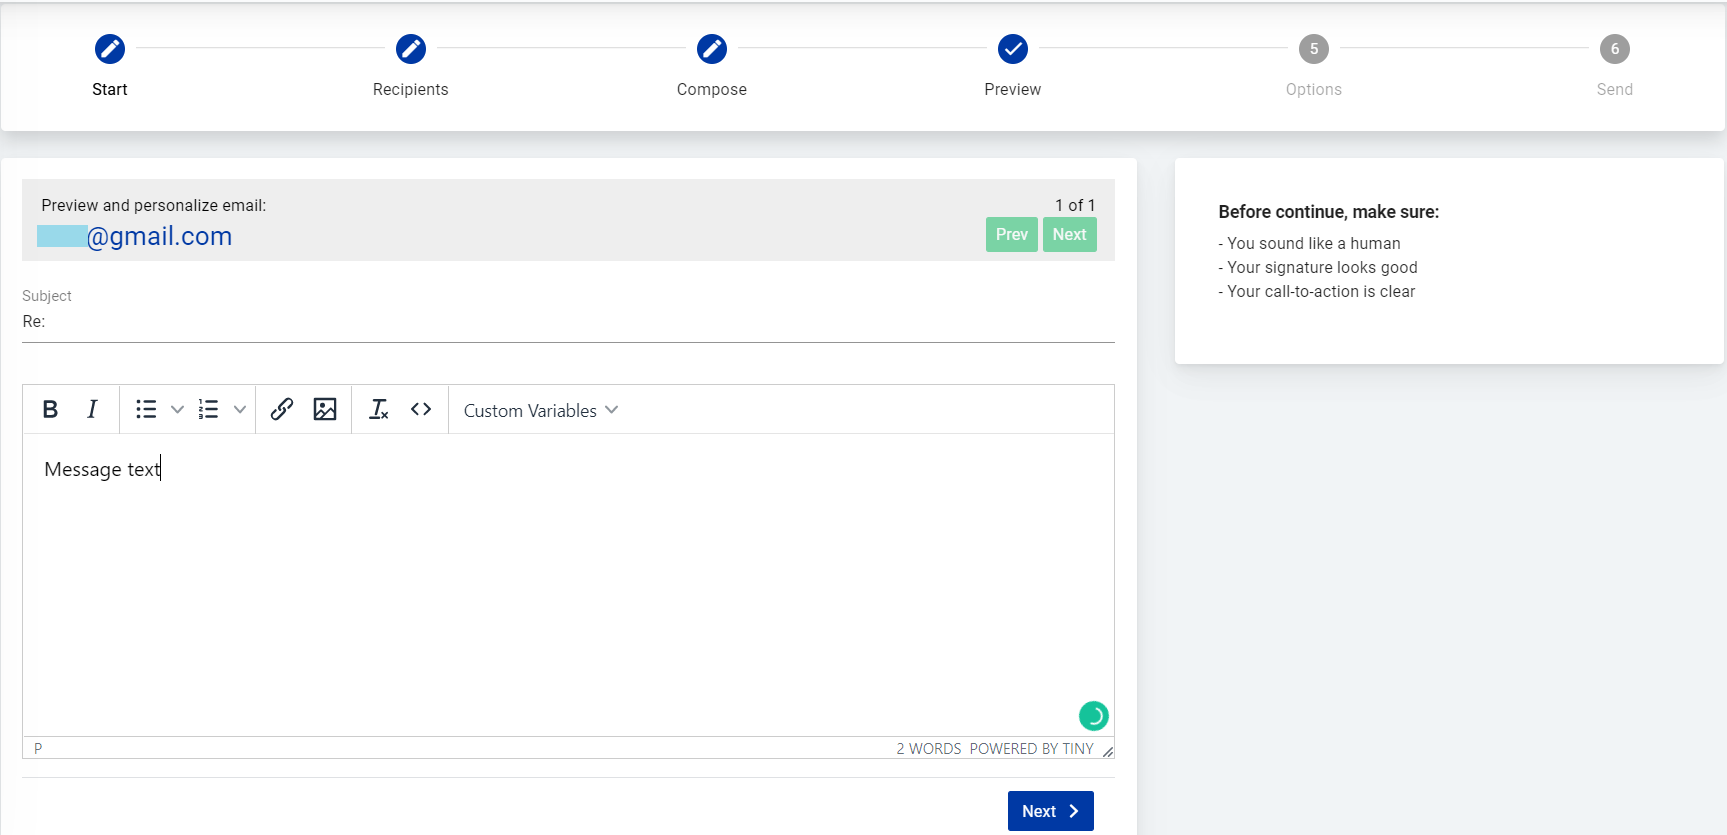 Start
Recipients
Compose
Preview
5
Options
6
Send
Preview and personalize email:
@gmail.com
1 of 1
Prev Next
Subject
Re:
B I Custom Variables
Message text
P
2 WORDS POWERED BY TINY
Next
Before continue, make sure:
- You sound like a human
- Your signature looks good
- Your call-to-action is clear